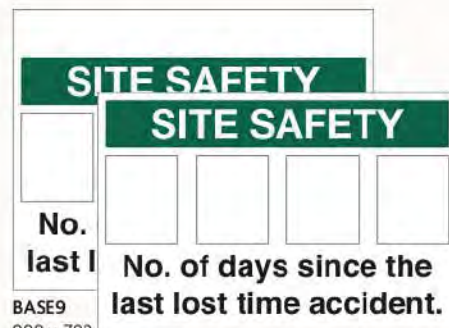 SITE SAFETY
No.
last l
BASE9
SITE SAFETY
No. of days since the
last lost time accident.